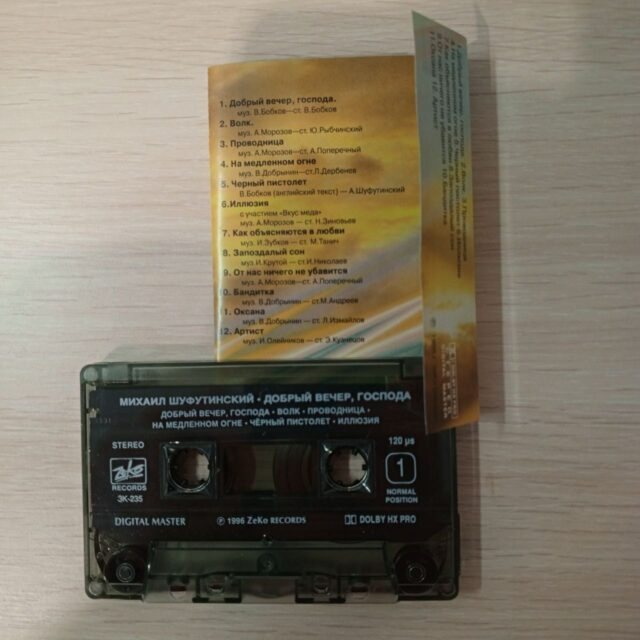 1. Добрый вечер, господа.
муз. В.Бобков—ст. В.Бобков
2. Волк.
муз. А.Морозов—ст. Ю.Рыбчинский
3. Проводница
муз. А.Морозов—ст. А.Поперечный
4. На медленном огне
муз. В.Добрынин—ст.Л.Дербенев
5. Черный пистолет
В.Бобков (английский текст) — А.Шуфутинский
6.Иллюзия
с участием «Вкус меда»
муз. А.Морозов — ст. Н.Зиновьев
7. Как объясняются в любви
муз. И.Зубков — ст. М.Танич
8. Запоздалый сон
муз И.Крутой — ст.И.Николаев
9. От нас ничего не убавится
муз. А.Морозов—ст. А.Поперечный
10. Бандитка
муз. В.Добрынин — ст.М.Андреев
11. Оксана
муз. В.Добрынин — ст. Л.Измайлов
12. Артист
муз. И.Олейников — ст. Э.Кузнецов
МИХАИЛ ШУФУТИНСКИЙ • ДОБРЫЙ ВЕЧЕР, ГОСПОДА
ДОБРЫЙ ВЕЧЕР, ГОСПОДА • ВОЛК • ПРОВОДНИЦА •
НА МЕДЛЕННОМ ОГНЕ • ЧЁРНЫЙ ПИСТОЛЕТ • ИЛЛЮЗИЯ
STEREO
120 µs
ZeKo
RECORDS
ЗК-235
1
NORMAL
POSITION
DIGITAL MASTER
℗ 1996 ZeKo RECORDS
DOLBY HX PRO